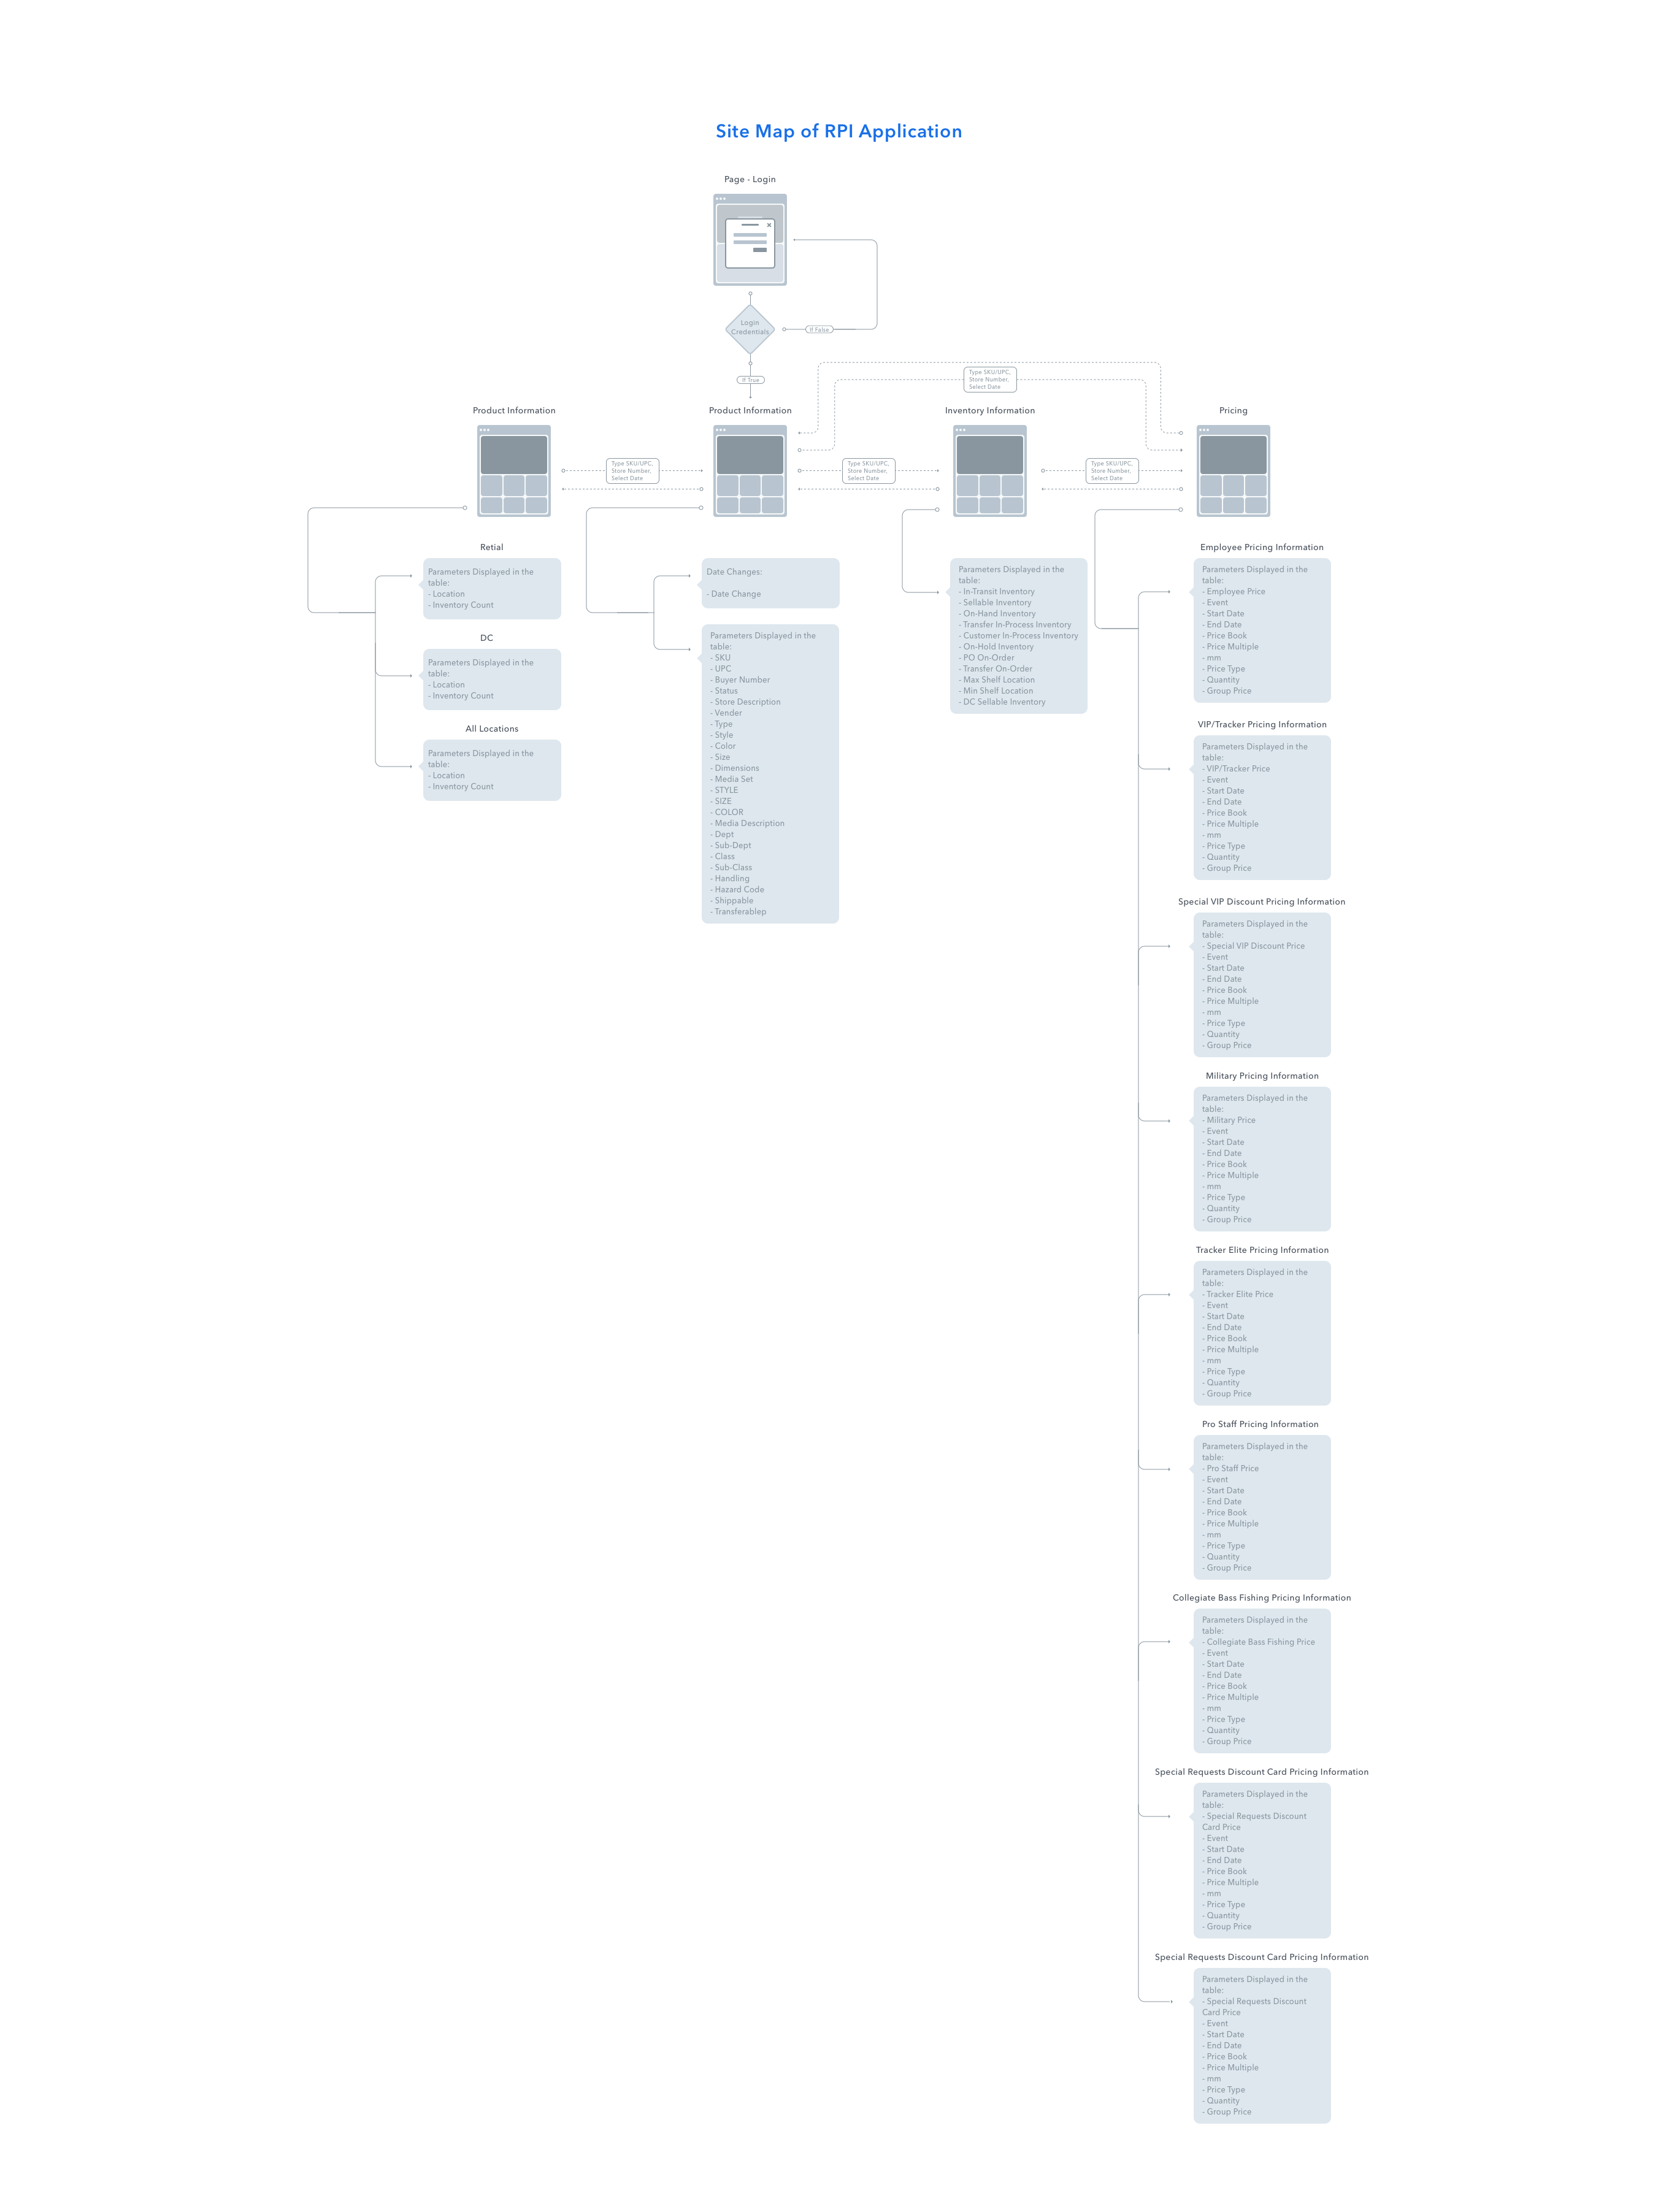 Site Map of RPI Application
Page - Login
Login
Credentials
If False
If True
Type SKU/UPC,
Store Number,
Select Date
Product Information
Product Information
Inventory Information
Pricing
Type SKU/UPC,
Store Number,
Select Date
Type SKU/UPC,
Store Number,
Select Date
Type SKU/UPC,
Store Number,
Select Date
Retial
Parameters Displayed in the
table:
- Location
- Inventory Count
DC
Parameters Displayed in the
table:
- Location
- Inventory Count
All Locations
Parameters Displayed in the
table:
- Location
- Inventory Count
Date Changes:
- Date Change
Parameters Displayed in the
table:
- SKU
- UPC
- Buyer Number
- Status
- Store Description
- Vender
- Type
- Style
- Color
- Size
- Dimensions
- Media Set
- STYLE
- SIZE
- COLOR
- Media Description
- Dept
- Sub-Dept
- Class
- Sub-Class
- Handling
- Hazard Code
- Shippable
- Transferablep
Parameters Displayed in the
table:
- In-Transit Inventory
- Sellable Inventory
- On-Hand Inventory
- Transfer In-Process Inventory
- Customer In-Process Inventory
- On-Hold Inventory
- PO On-Order
- Transfer On-Order
- Max Shelf Location
- Min Shelf Location
- DC Sellable Inventory
Employee Pricing Information
Parameters Displayed in the
table:
- Employee Price
- Event
- Start Date
- End Date
- Price Book
- Price Multiple
- mm
- Price Type
- Quantity
- Group Price
VIP/Tracker Pricing Information
Parameters Displayed in the
table:
- VIP/Tracker Price
- Event
- Start Date
- End Date
- Price Book
- Price Multiple
- mm
- Price Type
- Quantity
- Group Price
Special VIP Discount Pricing Information
Parameters Displayed in the
table:
- Special VIP Discount Price
- Event
- Start Date
- End Date
- Price Book
- Price Multiple
- mm
- Price Type
- Quantity
- Group Price
Military Pricing Information
Parameters Displayed in the
table:
- Military Price
- Event
- Start Date
- End Date
- Price Book
- Price Multiple
- mm
- Price Type
- Quantity
- Group Price
Tracker Elite Pricing Information
Parameters Displayed in the
table:
- Tracker Elite Price
- Event
- Start Date
- End Date
- Price Book
- Price Multiple
- mm
- Price Type
- Quantity
- Group Price
Pro Staff Pricing Information
Parameters Displayed in the
table:
- Pro Staff Price
- Event
- Start Date
- End Date
- Price Book
- Price Multiple
- mm
- Price Type
- Quantity
- Group Price
Collegiate Bass Fishing Pricing Information
Parameters Displayed in the
table:
- Collegiate Bass Fishing Price
- Event
- Start Date
- End Date
- Price Book
- Price Multiple
- mm
- Price Type
- Quantity
- Group Price
Special Requests Discount Card Pricing Information
Parameters Displayed in the
table:
- Special Requests Discount
Card Price
- Event
- Start Date
- End Date
- Price Book
- Price Multiple
- mm
- Price Type
- Quantity
- Group Price
Special Requests Discount Card Pricing Information
Parameters Displayed in the
table:
- Special Requests Discount
Card Price
- Event
- Start Date
- End Date
- Price Book
- Price Multiple
- mm
- Price Type
- Quantity
- Group Price